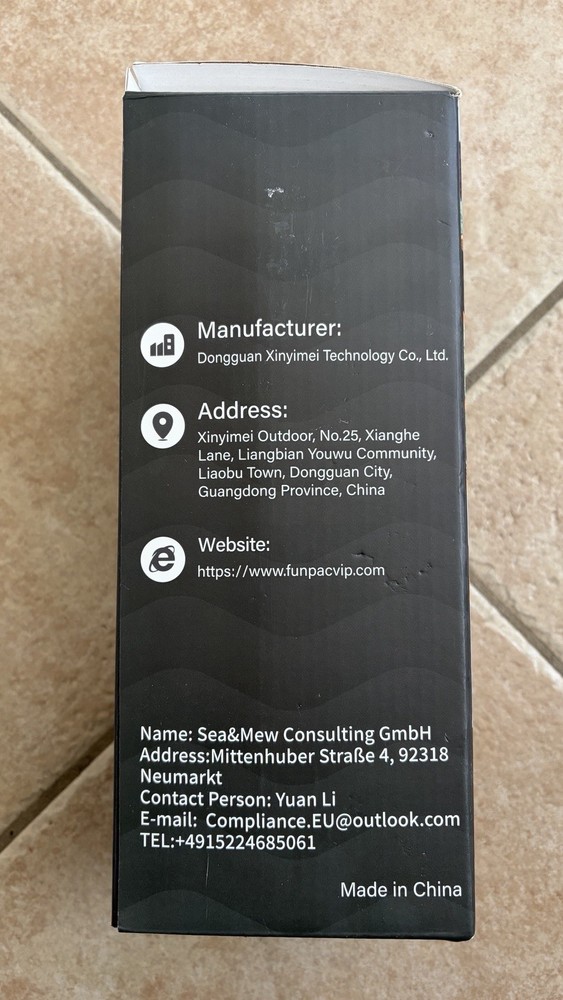 Manufacturer:
Dongguan Xinyimei Technology Co., Ltd.
Address:
Xinyimei Outdoor, No.25, Xianghe
Lane, Liangbian Youwu Community,
Liaobu Town, Dongguan City,
Guangdong Province, China
Website:
https://www.funpacvip.com
Name: Sea&Mew Consulting GmbH
Address:Mittenhuber Straße 4, 92318
Neumarkt
Contact Person: Yuan Li
E-mail: Compliance.EU@outlook.com
TEL:+4915224685061
Made in China